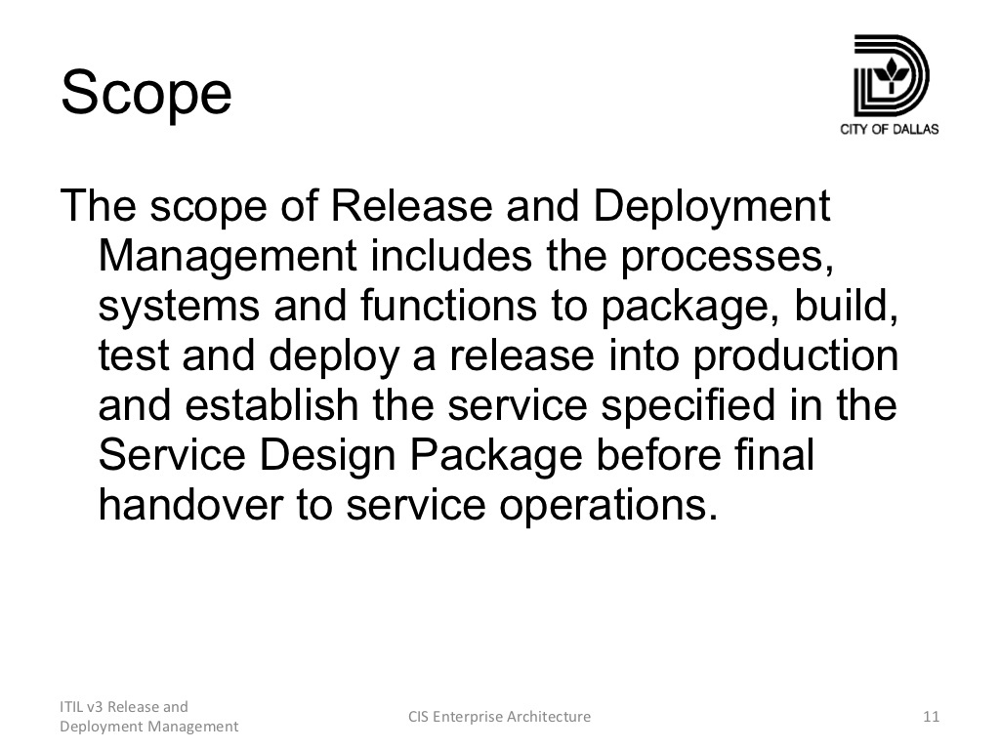 Scope
CITY OF DALLAS
The scope of Release and Deployment
Management includes the processes,
systems and functions to package, build,
test and deploy a release into production
and establish the service specified in the
Service Design Package before final
handover to service operations.
ITIL v3 Release and
Deployment Management
CIS Enterprise Architecture
11